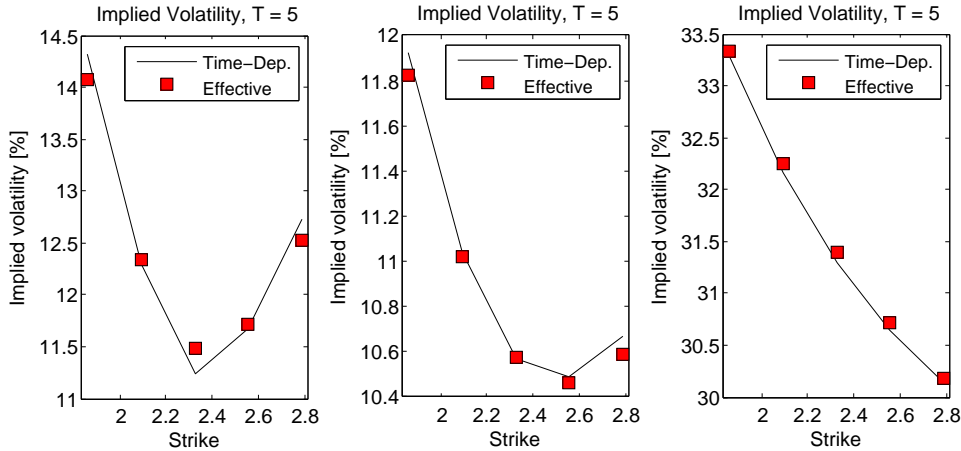 Implied Volatility, T = 5
14.5
14
13.5
13
12.5
12
11.5
11
2
2.2
2.4
2.6
2.8
Implied volatility [%]
Strike
Time-Dep.
Effective
Implied Volatility, T = 5
12
11.8
11.6
11.4
11.2
11
10.8
10.6
10.4
2
2.2
2.4
2.6
2.8
Implied volatility [%]
Strike
Time-Dep.
Effective
Implied Volatility, T = 5
33.5
33
32.5
32
31.5
31
30.5
30
2
2.2
2.4
2.6
2.8
Implied volatility [%]
Strike
Time-Dep.
Effective